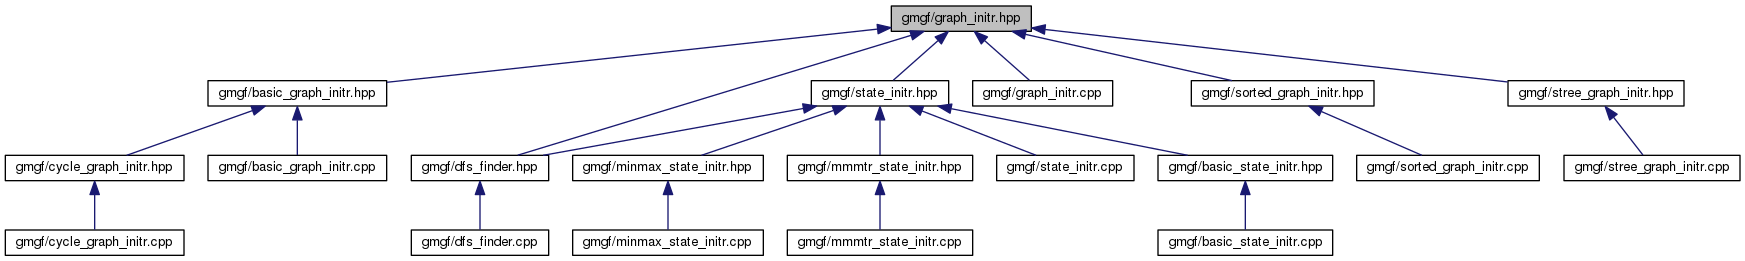 gmgf/graph_initr.hpp
gmgf/basic_graph_initr.hpp
gmgf/state_initr.hpp
gmgf/graph_initr.cpp
gmgf/sorted_graph_initr.hpp
gmgf/stree_graph_initr.hpp
gmgf/cycle_graph_initr.hpp
gmgf/basic_graph_initr.cpp
gmgf/dfs_finder.hpp
gmgf/minmax_state_initr.hpp
gmgf/mmmtr_state_initr.hpp
gmgf/state_initr.cpp
gmgf/basic_state_initr.hpp
gmgf/sorted_graph_initr.cpp
gmgf/stree_graph_initr.cpp
gmgf/cycle_graph_initr.cpp
gmgf/dfs_finder.cpp
gmgf/minmax_state_initr.cpp
gmgf/mmmtr_state_initr.cpp
gmgf/basic_state_initr.cpp